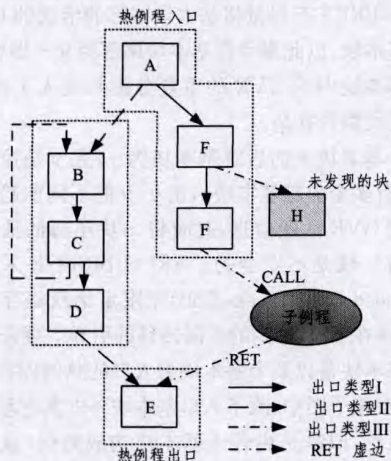 热例程入口
A
F
B
未发现的块
H
C
F
CALL
D
子例程
RET
E
出口类型I
出口类型II
出口类型III
RET 虚边
热例程出口